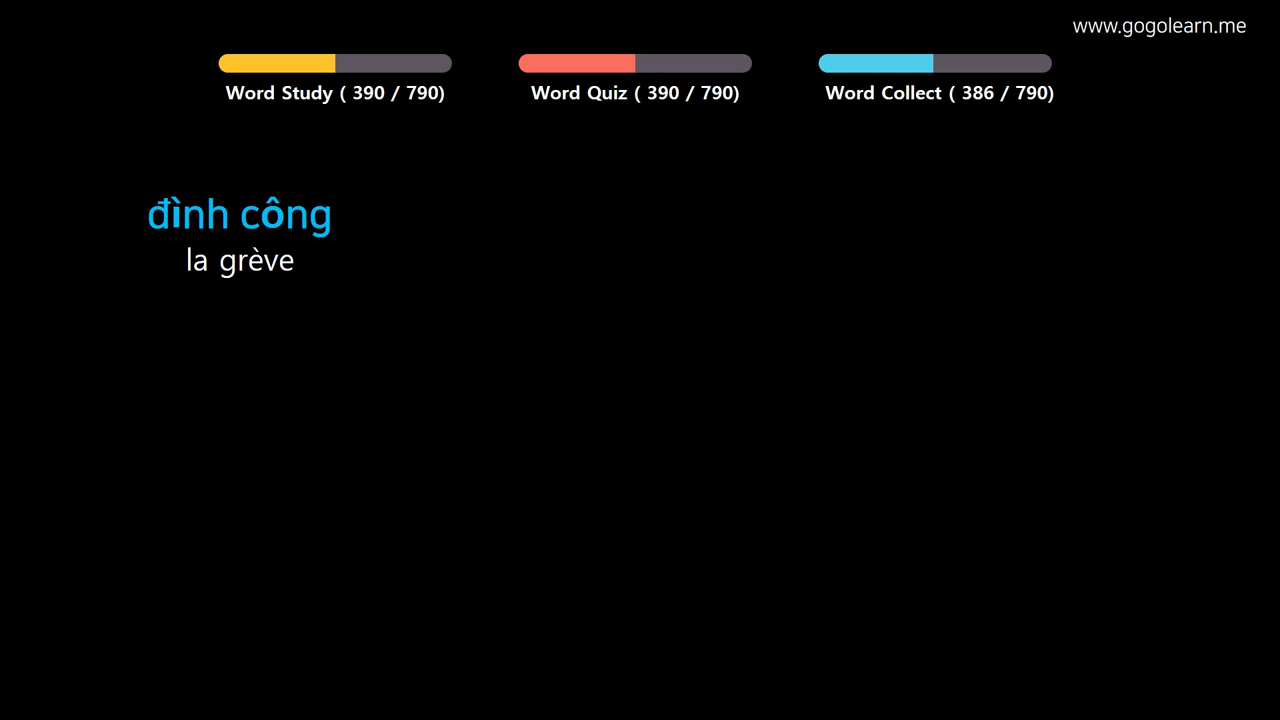 www.gogolearn.me
Word Study ( 390 / 790)
Word Quiz ( 390 / 790)
Word Collect ( 386 / 790)
đình công
la grève